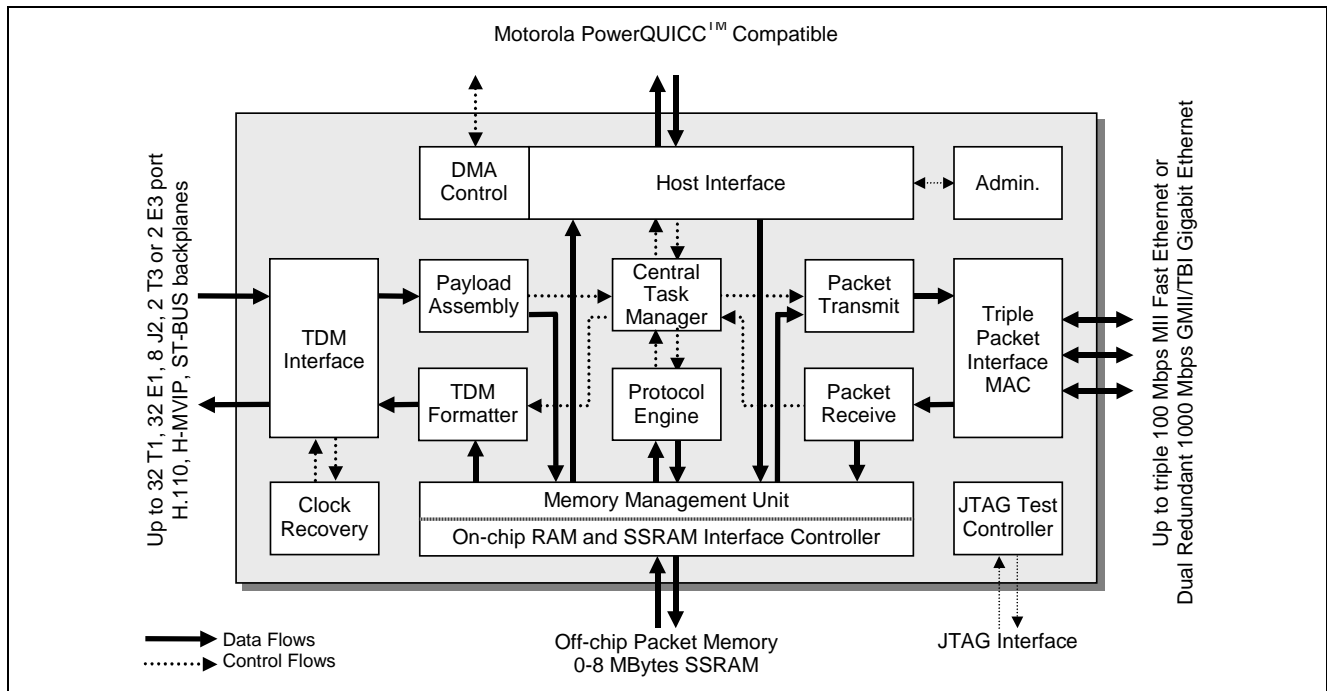 Motorola PowerQUICC™ Compatible
DMA
Control
Host Interface
Admin.
Up to 32 T1, 32 E1, 8 J2, 2 T3 or 2 E3 port
H.110, H-MVIP, ST-BUS backplanes
TDM
Interface
Payload
Assembly
Central
Task
Manager
Packet
Transmit
Triple
Packet
Interface
MAC
TDM
Formatter
Protocol
Engine
Packet
Receive
Up to triple 100 Mbps MII Fast Ethernet or
Dual Redundant 1000 Mbps GMII/TBI Gigabit Ethernet
Clock
Recovery
Memory Management Unit
On-chip RAM and SSRAM Interface Controller
JTAG Test
Controller
Data Flows
Control Flows
Off-chip Packet Memory
0-8 MBytes SSRAM
JTAG Interface